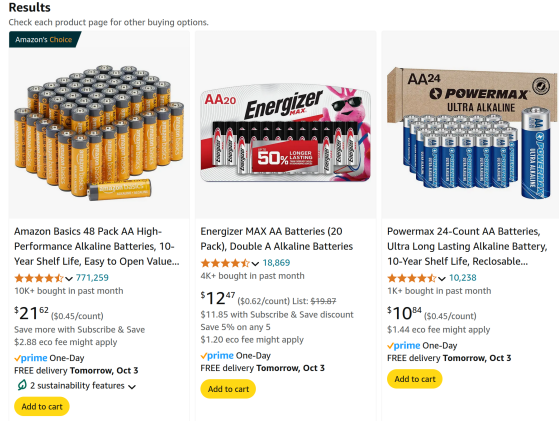 Results
Check each product page for other buying options.
Amazon's Choice
AA20
Energizer
MAX
50%
LONGER
LASTING
AA24
POWERMAX
ULTRA ALKALINE
AA
POWERMAX
ULTRA ALKALINE
Amazon Basics 48 Pack AA High-
Performance Alkaline Batteries, 10-
Year Shelf Life, Easy to Open Value...
771,259
10K+ bought in past month
$21 62 ($0.45/count)
Save more with Subscribe & Save
$2.88 eco fee might apply
prime One-Day
FREE delivery Tomorrow, Oct 3
2 sustainability features
Add to cart
Energizer MAX AA Batteries (20
Pack), Double A Alkaline Batteries
18,869
4K+ bought in past month
$12 47 ($0.62/count) List: $19.87
$11.85 with Subscribe & Save discount
Save 5% on any 5
$1.20 eco fee might apply
prime One-Day
FREE delivery Tomorrow, Oct 3
Add to cart
Powermax 24-Count AA Batteries,
Ultra Long Lasting Alkaline Battery,
10-Year Shelf Life, Reclosable...
10,238
1K+ bought in past month
$10 84 ($0.45/count)
$1.44 eco fee might apply
prime One-Day
FREE delivery Tomorrow, Oct 3
Add to cart